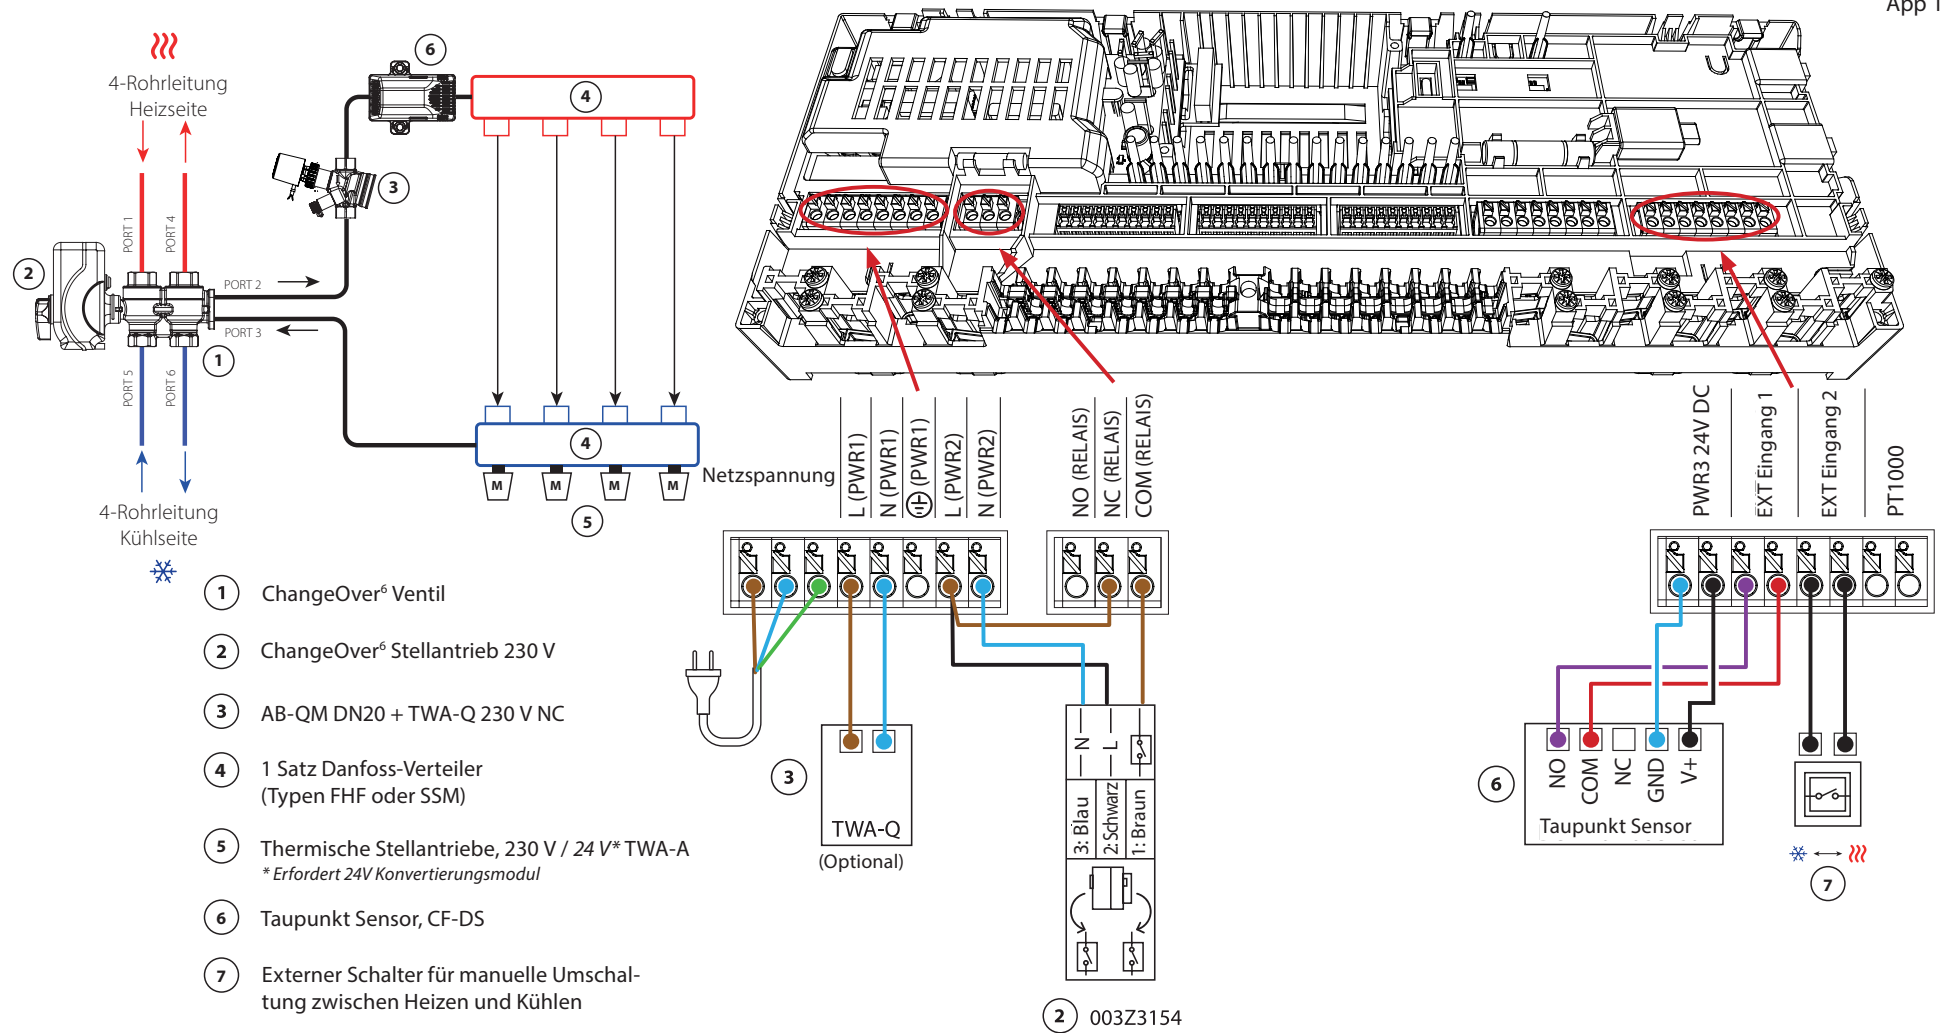 App 1
4-Rohrleitung
Heizseite
6
4
3
PORT 1
PORT 4
2
PORT 2
PORT 3
1
PORT 5
PORT 6
4
M
M
M
M
5
4-Rohrleitung
Kühlseite
1 ChangeOver⁶ Ventil
2 ChangeOver⁶ Stellantrieb 230 V
3 AB-QM DN20 + TWA-Q 230 V NC
4 1 Satz Danfoss-Verteiler
(Typen FHF oder SSM)
5 Thermische Stellantriebe, 230 V / 24 V* TWA-A
* Erfordert 24V Konvertierungsmodul
6 Taupunkt Sensor, CF-DS
7 Externer Schalter für manuelle Umschal-
tung zwischen Heizen und Kühlen
Netzspannung
L (PWR1)
N (PWR1)
(PWR1)
L (PWR2)
N (PWR2)
NO (RELAIS)
NC (RELAIS)
COM (RELAIS)
3
TWA-Q
(Optional)
N
L
3: Blau
2: Schwarz
1: Braun
2 003Z3154
PWR3 24V DC
EXT Eingang 1
EXT Eingang 2
PT1000
6
NO
COM
NC
GND
V+
Taupunkt Sensor
7